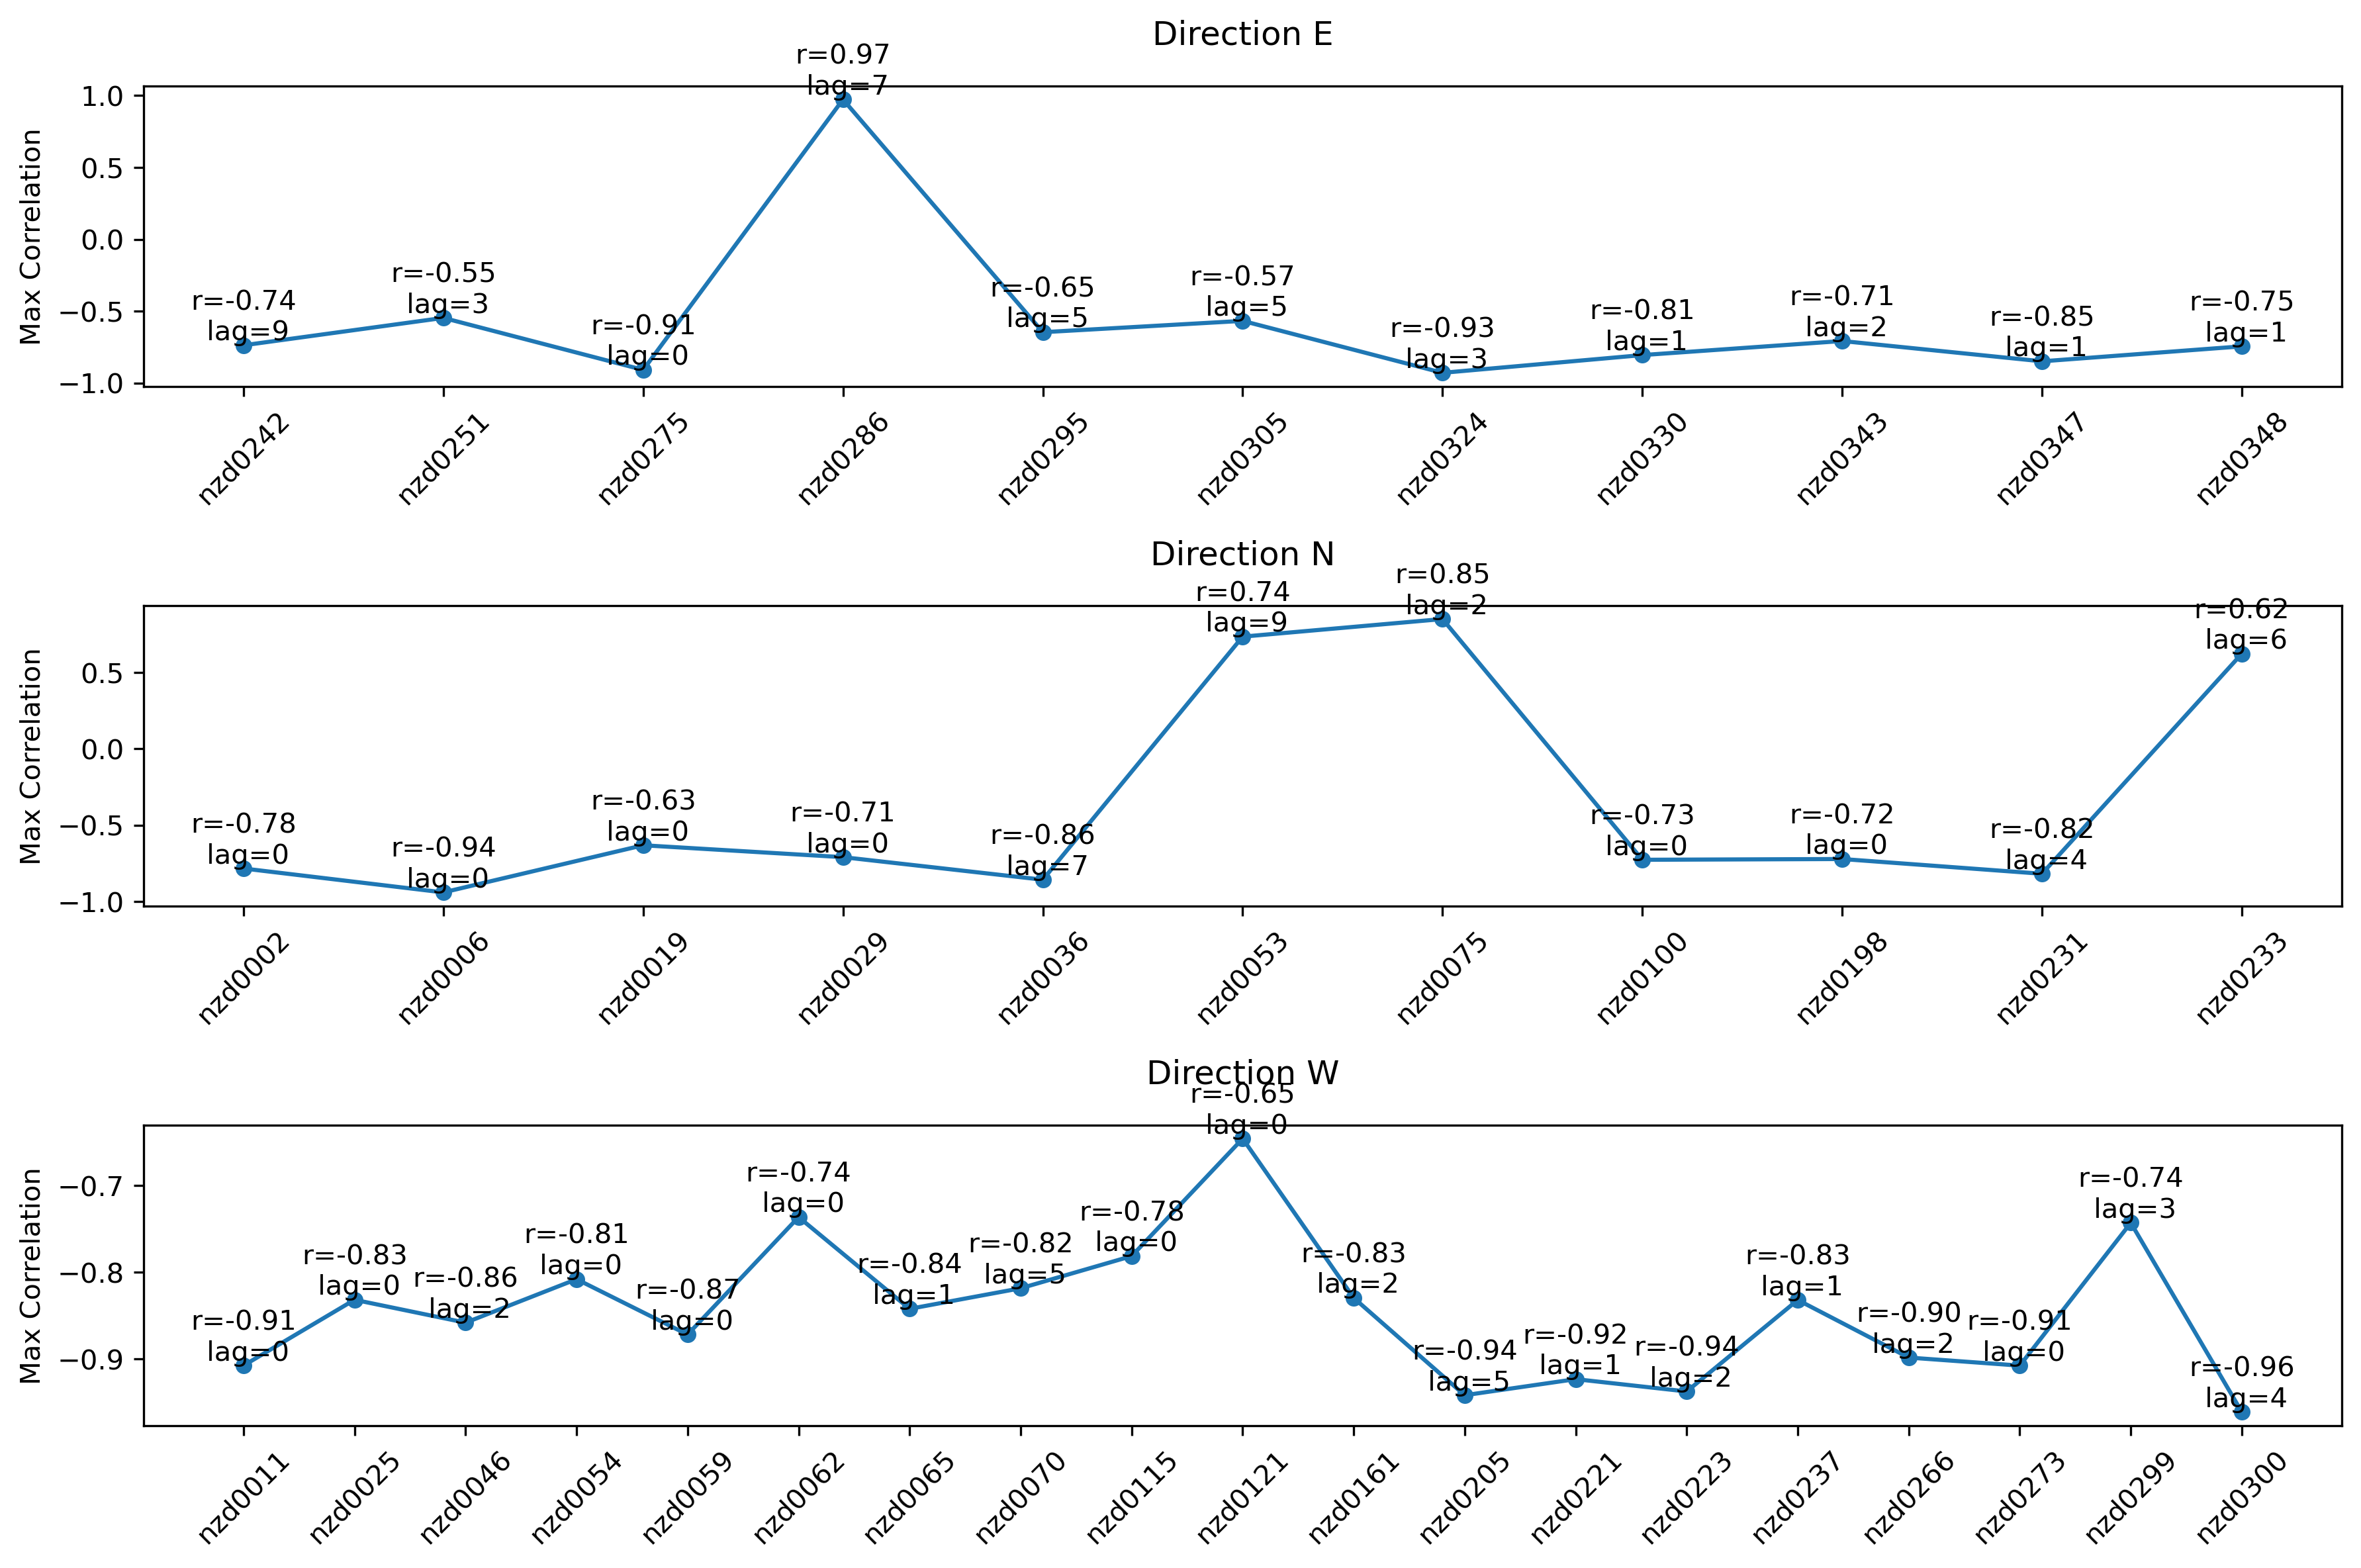 Direction E
Max Correlation
1.0
0.5
0.0
−0.5
−1.0
r=-0.74
lag=9
r=-0.55
lag=3
r=-0.91
lag=0
r=0.97
lag=7
r=-0.65
lag=5
r=-0.57
lag=5
r=-0.93
lag=3
r=-0.81
lag=1
r=-0.71
lag=2
r=-0.85
lag=1
r=-0.75
lag=1
nzd0242
nzd0251
nzd0275
nzd0286
nzd0295
nzd0305
nzd0324
nzd0330
nzd0343
nzd0347
nzd0348
Direction N
Max Correlation
0.5
0.0
−0.5
−1.0
r=-0.78
lag=0
r=-0.94
lag=0
r=-0.63
lag=0
r=-0.71
lag=0
r=-0.86
lag=7
r=0.74
lag=9
r=0.85
lag=2
r=-0.73
lag=0
r=-0.72
lag=0
r=-0.82
lag=4
r=0.62
lag=6
nzd0002
nzd0006
nzd0019
nzd0029
nzd0036
nzd0053
nzd0075
nzd0100
nzd0198
nzd0231
nzd0233
Direction W
Max Correlation
−0.7
−0.8
−0.9
r=-0.91
lag=0
r=-0.83
lag=0
r=-0.86
lag=2
r=-0.81
lag=0
r=-0.87
lag=0
r=-0.74
lag=0
r=-0.84
lag=1
r=-0.82
lag=5
r=-0.78
lag=0
r=-0.65
lag=0
r=-0.83
lag=2
r=-0.94
lag=5
r=-0.92
lag=1
r=-0.94
lag=2
r=-0.83
lag=1
r=-0.90
lag=2
r=-0.91
lag=0
r=-0.74
lag=3
r=-0.96
lag=4
nzd0011
nzd0025
nzd0046
nzd0054
nzd0059
nzd0062
nzd0065
nzd0070
nzd0115
nzd0121
nzd0161
nzd0205
nzd0221
nzd0223
nzd0237
nzd0266
nzd0273
nzd0299
nzd0300